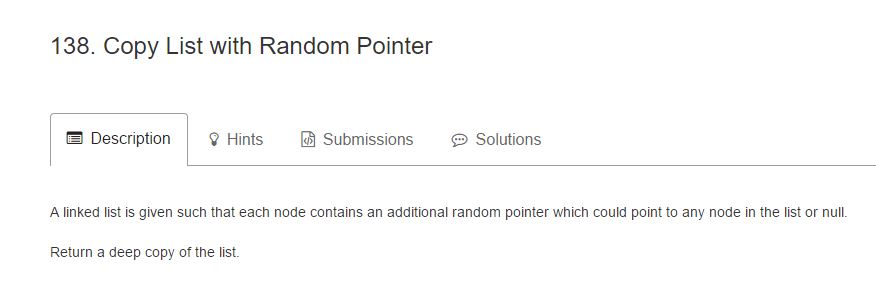 138. Copy List with Random Pointer
Description Hints Submissions Solutions
A linked list is given such that each node contains an additional random pointer which could point to any node in the list or null.
Return a deep copy of the list.